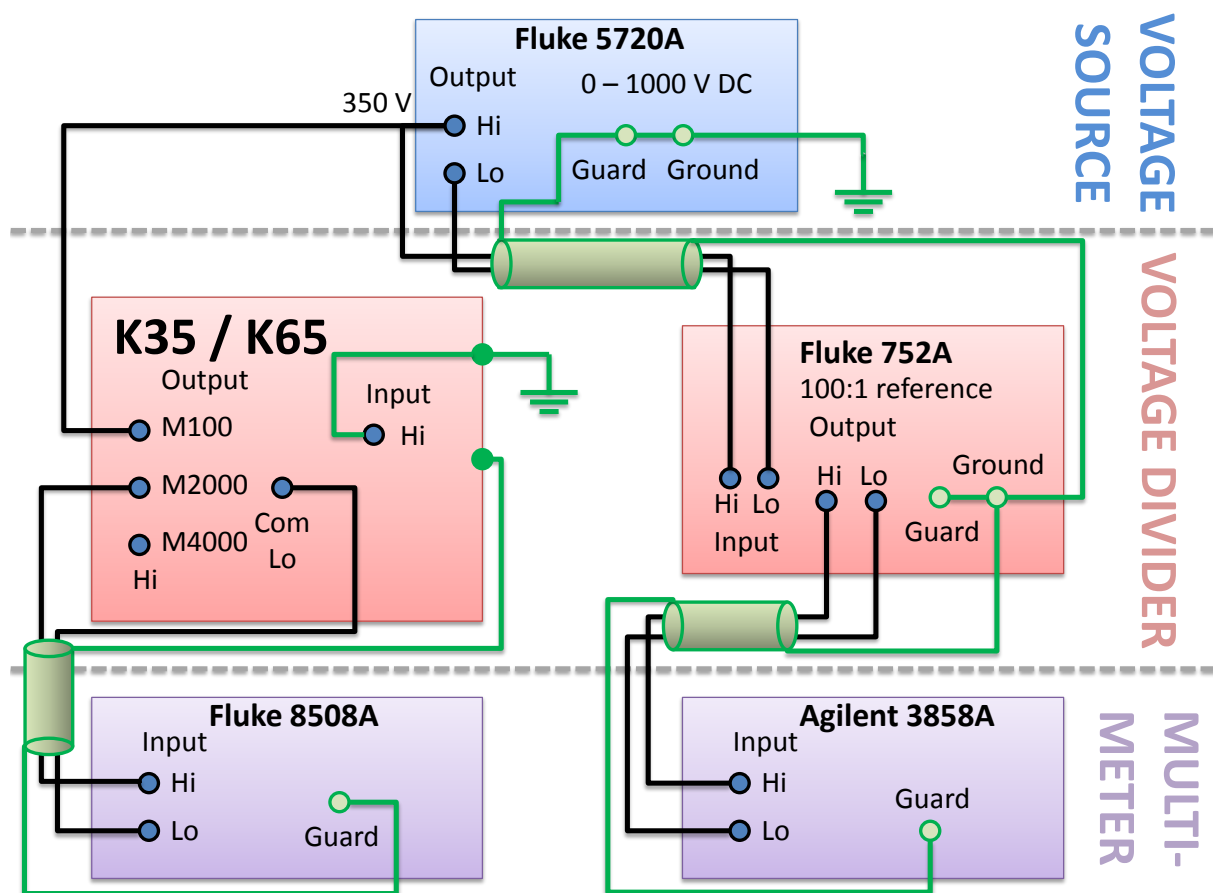 Fluke 5720A
Output
0 – 1000 V DC
350 V
Hi
Lo
Guard
Ground
VOLTAGE
SOURCE
K35 / K65
Output
Input
M100
Hi
M2000
Com
Lo
M4000
Hi
Fluke 752A
100:1 reference
Output
Hi Lo
Ground
Hi Lo
Guard
Input
VOLTAGE DIVIDER
Fluke 8508A
Input
Hi
Lo
Guard
Agilent 3858A
Input
Hi
Guard
Lo
MULTI-
METER